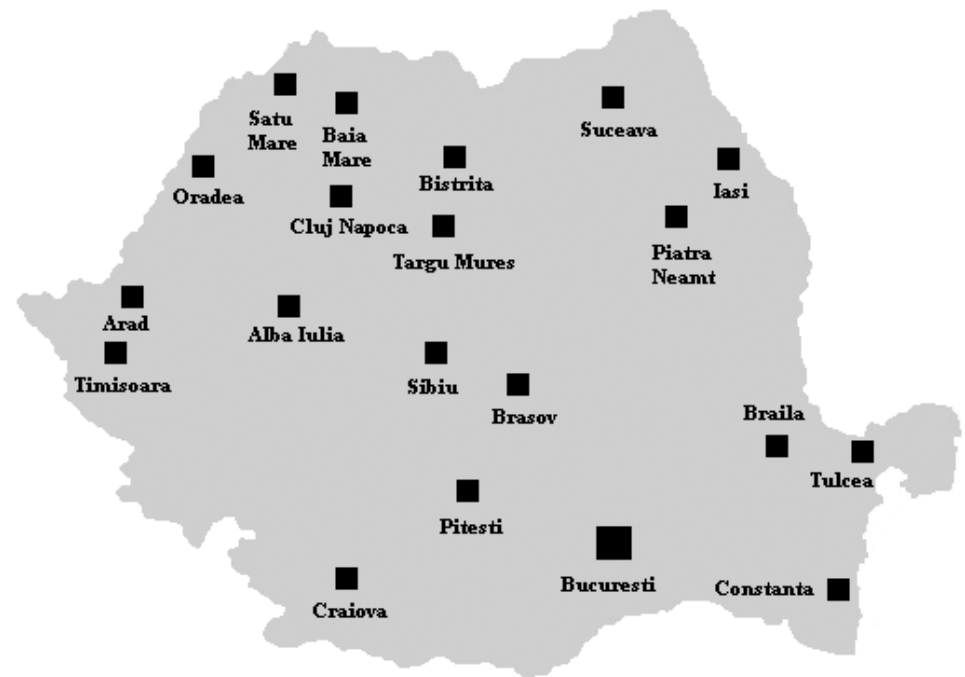 Satu
Mare
Baia
Mare
Suceava
Oradea
Bistrita
Iasi
Cluj Napoca
Targu Mures
Piatra
Neamt
Arad
Alba Iulia
Timisoara
Sibiu
Brasov
Braila
Tulcea
Pitesti
Bucuresti
Constanta
Craiova